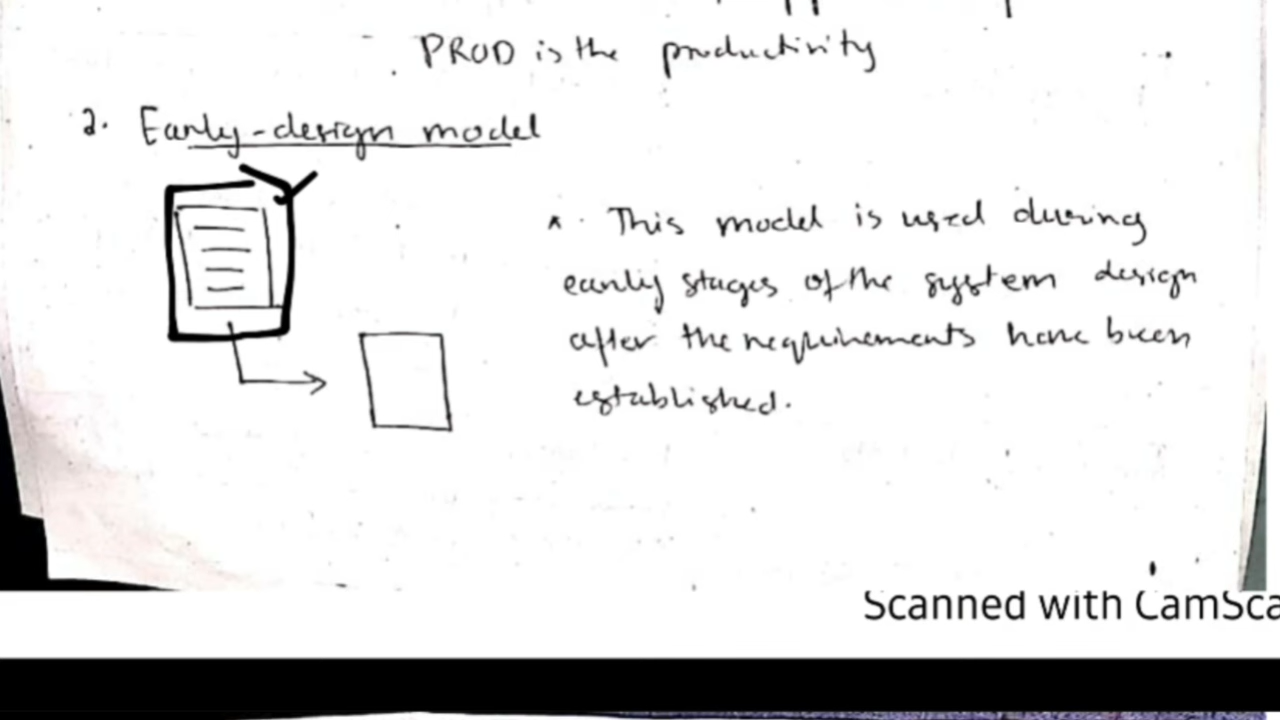 PROD is the productivity
2. Early-design model
* This model is used during
early stages of the system design
after the requirements have been
established.
Scanned with CamSca